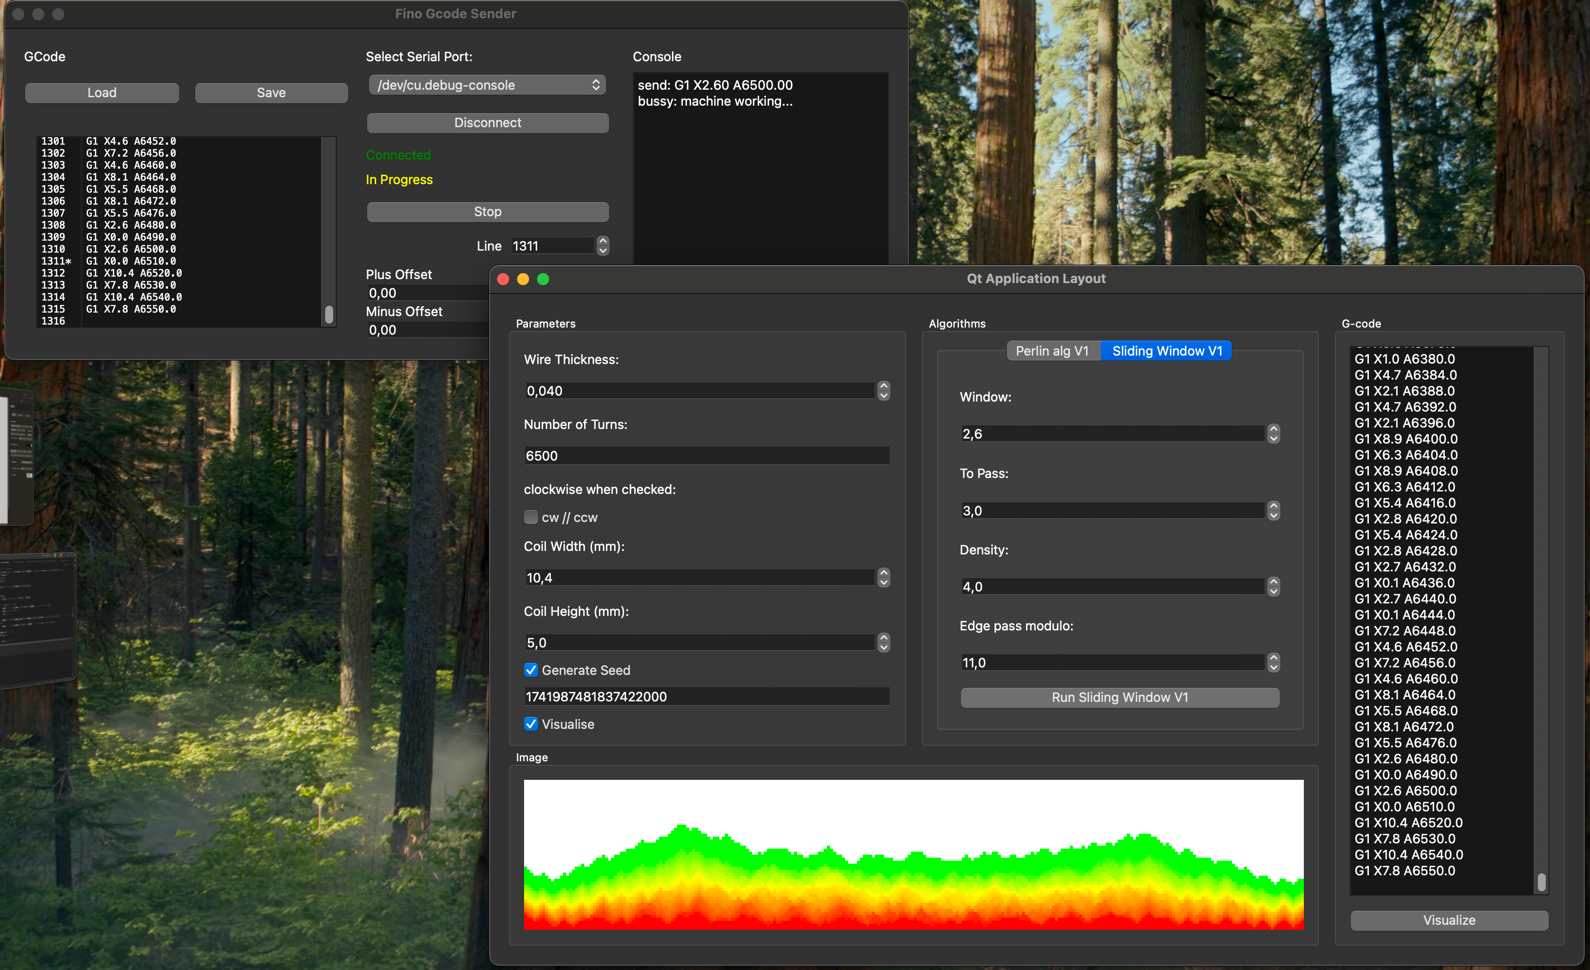 Fino Gcode Sender
GCode
Load
Save
1301 G1 X4.6 A6452.0
1302 G1 X7.2 A6456.0
1303 G1 X4.6 A6460.0
1304 G1 X8.1 A6464.0
1305 G1 X5.5 A6468.0
1306 G1 X8.1 A6472.0
1307 G1 X5.5 A6476.0
1308 G1 X2.6 A6480.0
1309 G1 X0.0 A6490.0
1310 G1 X2.6 A6500.0
1311* G1 X0.0 A6510.0
1312 G1 X10.4 A6520.0
1313 G1 X7.8 A6530.0
1314 G1 X10.4 A6540.0
1315 G1 X7.8 A6550.0
1316
Select Serial Port:
/dev/cu.debug-console
Disconnect
Connected
In Progress
Stop
Line 1311
Plus Offset
0,00
Minus Offset
0,00
Console
send: G1 X2.60 A6500.00
bussy: machine working...
Qt Application Layout
Parameters
Wire Thickness:
0,040
Number of Turns:
6500
clockwise when checked:
cw // ccw
Coil Width (mm):
10,4
Coil Height (mm):
5,0
Generate Seed
1741987481837422000
Visualise
Algorithms
Perlin alg V1
Sliding Window V1
Window:
2,6
To Pass:
3,0
Density:
4,0
Edge pass modulo:
11,0
Run Sliding Window V1
Image
G-code
G1 X1.0 A6380.0
G1 X4.7 A6384.0
G1 X2.1 A6388.0
G1 X4.7 A6392.0
G1 X2.1 A6396.0
G1 X8.9 A6400.0
G1 X6.3 A6404.0
G1 X8.9 A6408.0
G1 X6.3 A6412.0
G1 X5.4 A6416.0
G1 X2.8 A6420.0
G1 X5.4 A6424.0
G1 X2.8 A6428.0
G1 X2.7 A6432.0
G1 X0.1 A6436.0
G1 X2.7 A6440.0
G1 X0.1 A6444.0
G1 X7.2 A6448.0
G1 X4.6 A6452.0
G1 X7.2 A6456.0
G1 X4.6 A6460.0
G1 X8.1 A6464.0
G1 X5.5 A6468.0
G1 X8.1 A6472.0
G1 X5.5 A6476.0
G1 X2.6 A6480.0
G1 X0.0 A6490.0
G1 X2.6 A6500.0
G1 X0.0 A6510.0
G1 X10.4 A6520.0
G1 X7.8 A6530.0
G1 X10.4 A6540.0
G1 X7.8 A6550.0
Visualize